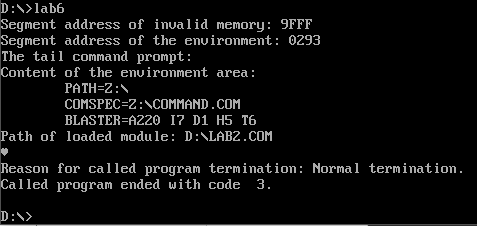 D:\>lab6
Segment address of invalid memory: 9FFF
Segment address of the environment: 0293
The tail command prompt:
Content of the environment area:
PATH=Z:\
COMSPEC=Z:\COMMAND.COM
BLASTER=A220 I7 D1 H5 T6
Path of loaded module: D:\LAB2.COM
♥
Reason for called program termination: Normal termination.
Called program ended with code  3.
D:\>